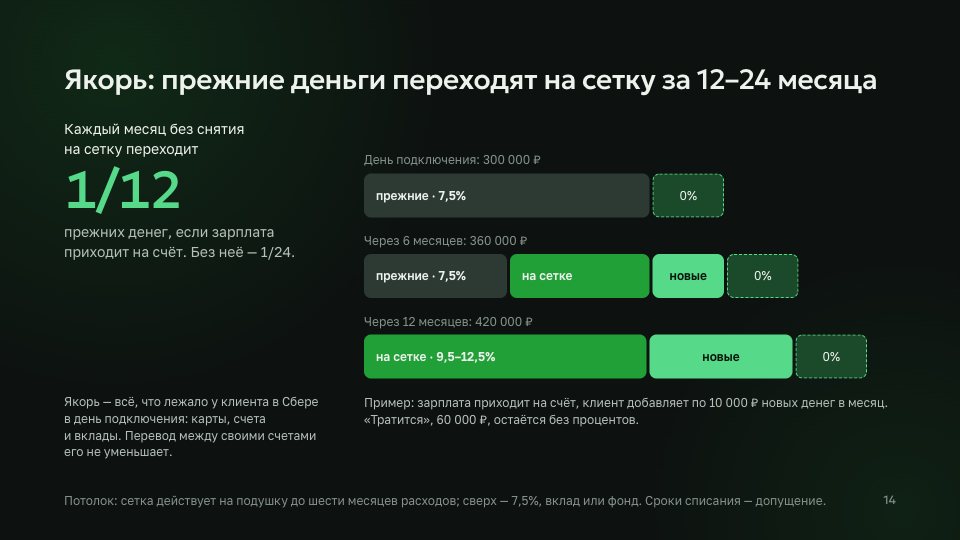 Якорь: прежние деньги переходят на сетку за 12–24 месяца
Каждый месяц без снятия
на сетку переходит
1/12
прежних денег, если зарплата
приходит на счёт. Без неё — 1/24.
Якорь — всё, что лежало у клиента в Сбере
в день подключения: карты, счета
и вклады. Перевод между своими счетами
его не уменьшает.
День подключения: 300 000 ₽
прежние · 7,5%
0%
Через 6 месяцев: 360 000 ₽
прежние · 7,5%
на сетке
новые
0%
Через 12 месяцев: 420 000 ₽
на сетке · 9,5–12,5%
новые
0%
Пример: зарплата приходит на счёт, клиент добавляет по 10 000 ₽ новых денег в месяц.
«Тратится», 60 000 ₽, остаётся без процентов.
Потолок: сетка действует на подушку до шести месяцев расходов; сверх — 7,5%, вклад или фонд. Сроки списания — допущение.
14